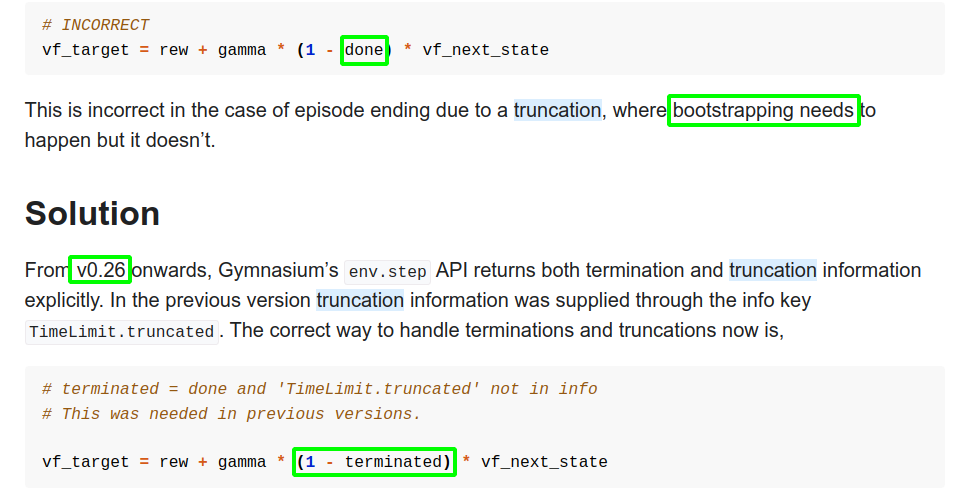 # INCORRECT
vf_target = rew + gamma * (1 - done) * vf_next_state
This is incorrect in the case of episode ending due to a truncation, where bootstrapping needs to
happen but it doesn’t.
Solution
From v0.26 onwards, Gymnasium’s env.step API returns both termination and truncation information
explicitly. In the previous version truncation information was supplied through the info key
TimeLimit.truncated. The correct way to handle terminations and truncations now is,
# terminated = done and 'TimeLimit.truncated' not in info
# This was needed in previous versions.
vf_target = rew + gamma * (1 - terminated) * vf_next_state